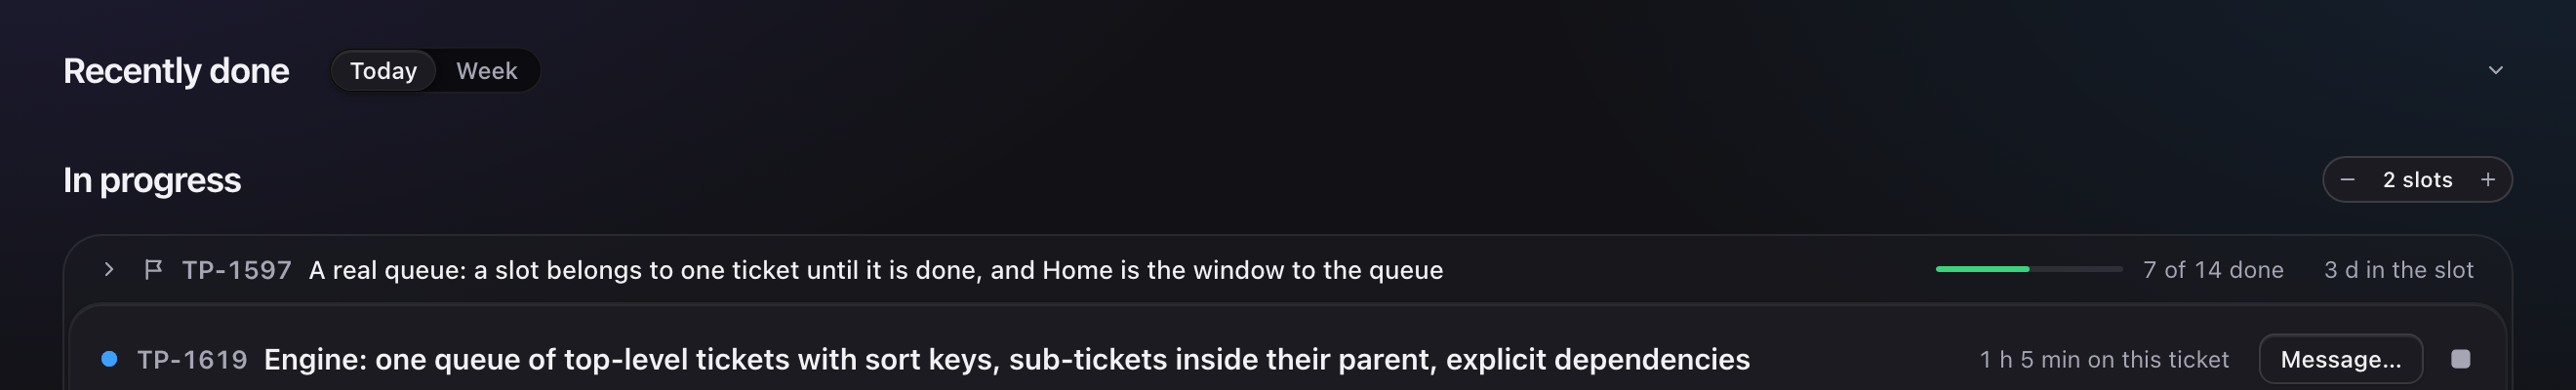 Recently done Today Week
In progress − 2 slots +
TP-1597 A real queue: a slot belongs to one ticket until it is done, and Home is the window to the queue 7 of 14 done 3 d in the slot
TP-1619 Engine: one queue of top-level tickets with sort keys, sub-tickets inside their parent, explicit dependencies 1 h 5 min on this ticket Message...